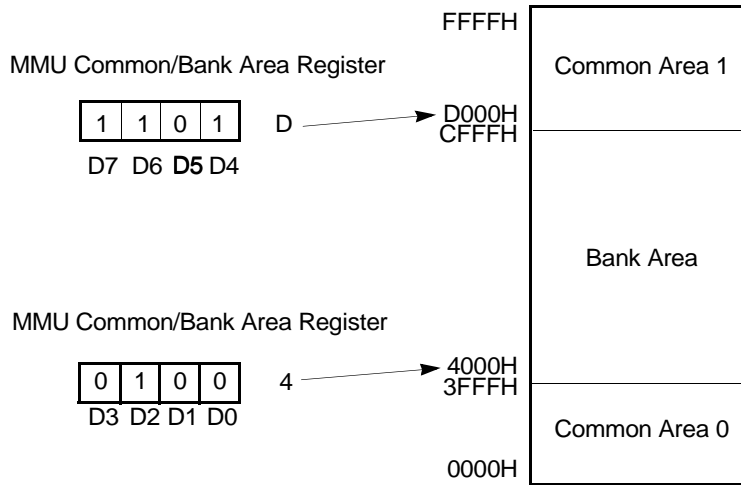 FFFFH
MMU Common/Bank Area Register
Common Area 1
1 1 0 1 D
D000H
CFFFH
D7 D6 D5 D4
Bank Area
MMU Common/Bank Area Register
0 1 0 0 4
4000H
3FFFH
D3 D2 D1 D0
Common Area 0
0000H